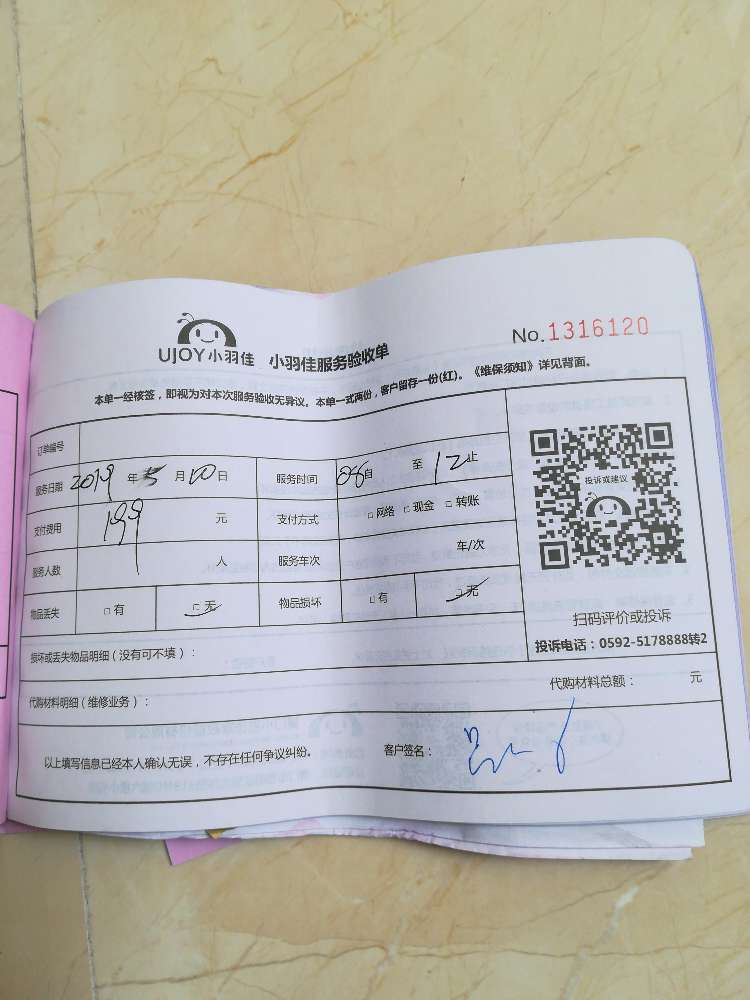 UJOY小羽佳 小羽佳服务验收单 No.1316120
本单一经核签，即视为对本次服务验收无异议。本单一式两份，客户留存一份(红)。《维保须知》详见背面。
订单编号
服务日期 2019 年 5 月 10 日 服务时间 08 自 至 12 止
支付费用 199 元 支付方式 □网络 □现金 □转账
服务人数 人 服务车次 车/次
物品丢失 □有 □无 物品损坏 □有 □无
投诉或建议
扫码评价或投诉
投诉电话：0592-5178888转2
损坏或丢失物品明细（没有可不填）：
代购材料明细（维修业务）： 代购材料总额： 元
以上填写信息已经本人确认无误，不存在任何争议纠纷。 客户签名：